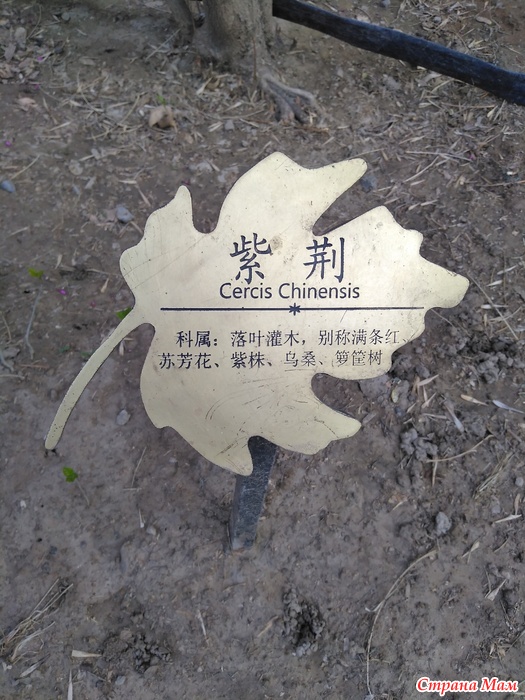 紫荆
Cercis Chinensis
科属：落叶灌木，别称满条红、
苏芳花、紫株、乌桑、箩筐树
Страна Мам